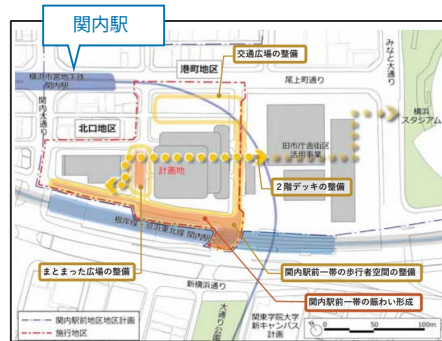 関内駅
交通広場の整備
みなと大通り
港町地区
尾上町通り
横浜市営地下鉄
関内駅
関内大通り
北口地区
横浜
スタジアム
旧市庁舎街区
活用事業
計画地
2階デッキの整備
根岸線・京浜東北線 関内駅
まとまった広場の整備
関内駅前一帯の歩行者空間の整備
新横浜通り
関内駅前一帯の賑わい形成
大通り公園
関東学院大学
新キャンパス
計画
関内駅前地区地区計画
施行地区
0 50 100m